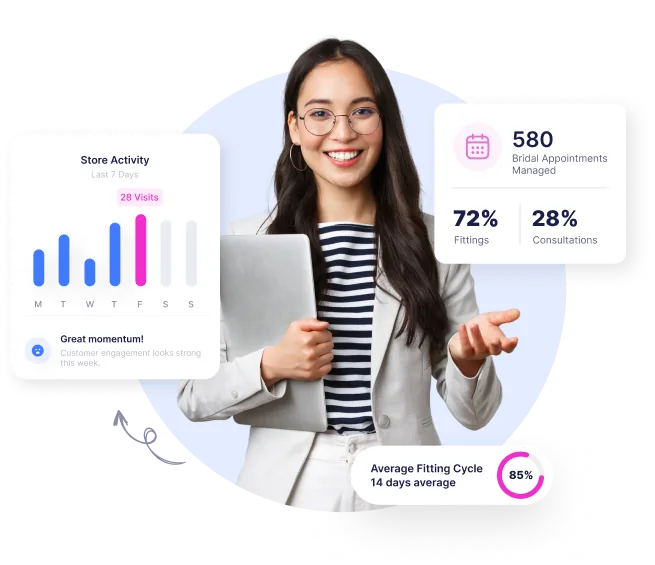 Store Activity
Last 7 Days
28 Visits
M T W T F S S
Great momentum!
Customer engagement looks strong
this week.
580
Bridal Appointments
Managed
72%
Fittings
28%
Consultations
Average Fitting Cycle
14 days average
85%